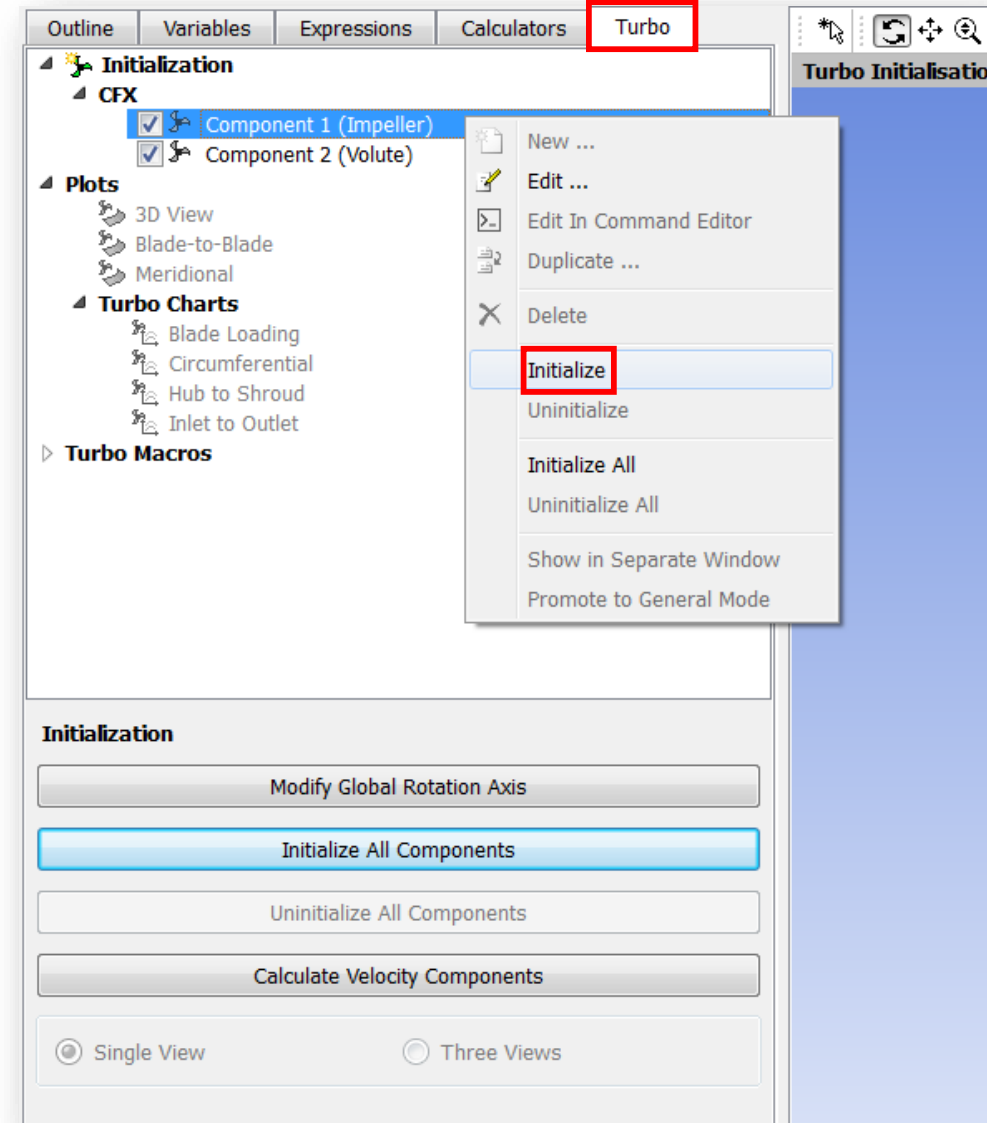 Outline Variables Expressions Calculators Turbo
Initialization
Turbo Initialisatio
CFX
Component 1 (Impeller)
Component 2 (Volute)
Plots
3D View
Blade-to-Blade
Meridional
Turbo Charts
Blade Loading
Circumferential
Hub to Shroud
Inlet to Outlet
Turbo Macros
New ...
Edit ...
Edit In Command Editor
Duplicate ...
Delete
Initialize
Uninitialize
Initialize All
Uninitialize All
Show in Separate Window
Promote to General Mode
Initialization
Modify Global Rotation Axis
Initialize All Components
Uninitialize All Components
Calculate Velocity Components
Single View Three Views